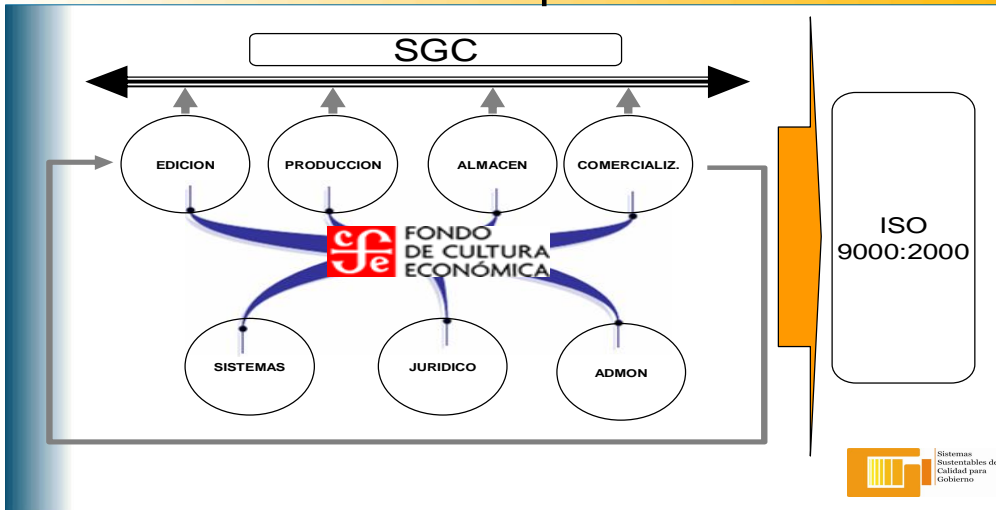 SGC
EDICION
PRODUCCION
ALMACEN
COMERCIALIZ.
cfe
FONDO
DE CULTURA
ECONÓMICA
ISO
9000:2000
SISTEMAS
JURIDICO
ADMON
Sistemas
Sustentables de
Calidad para
Gobierno